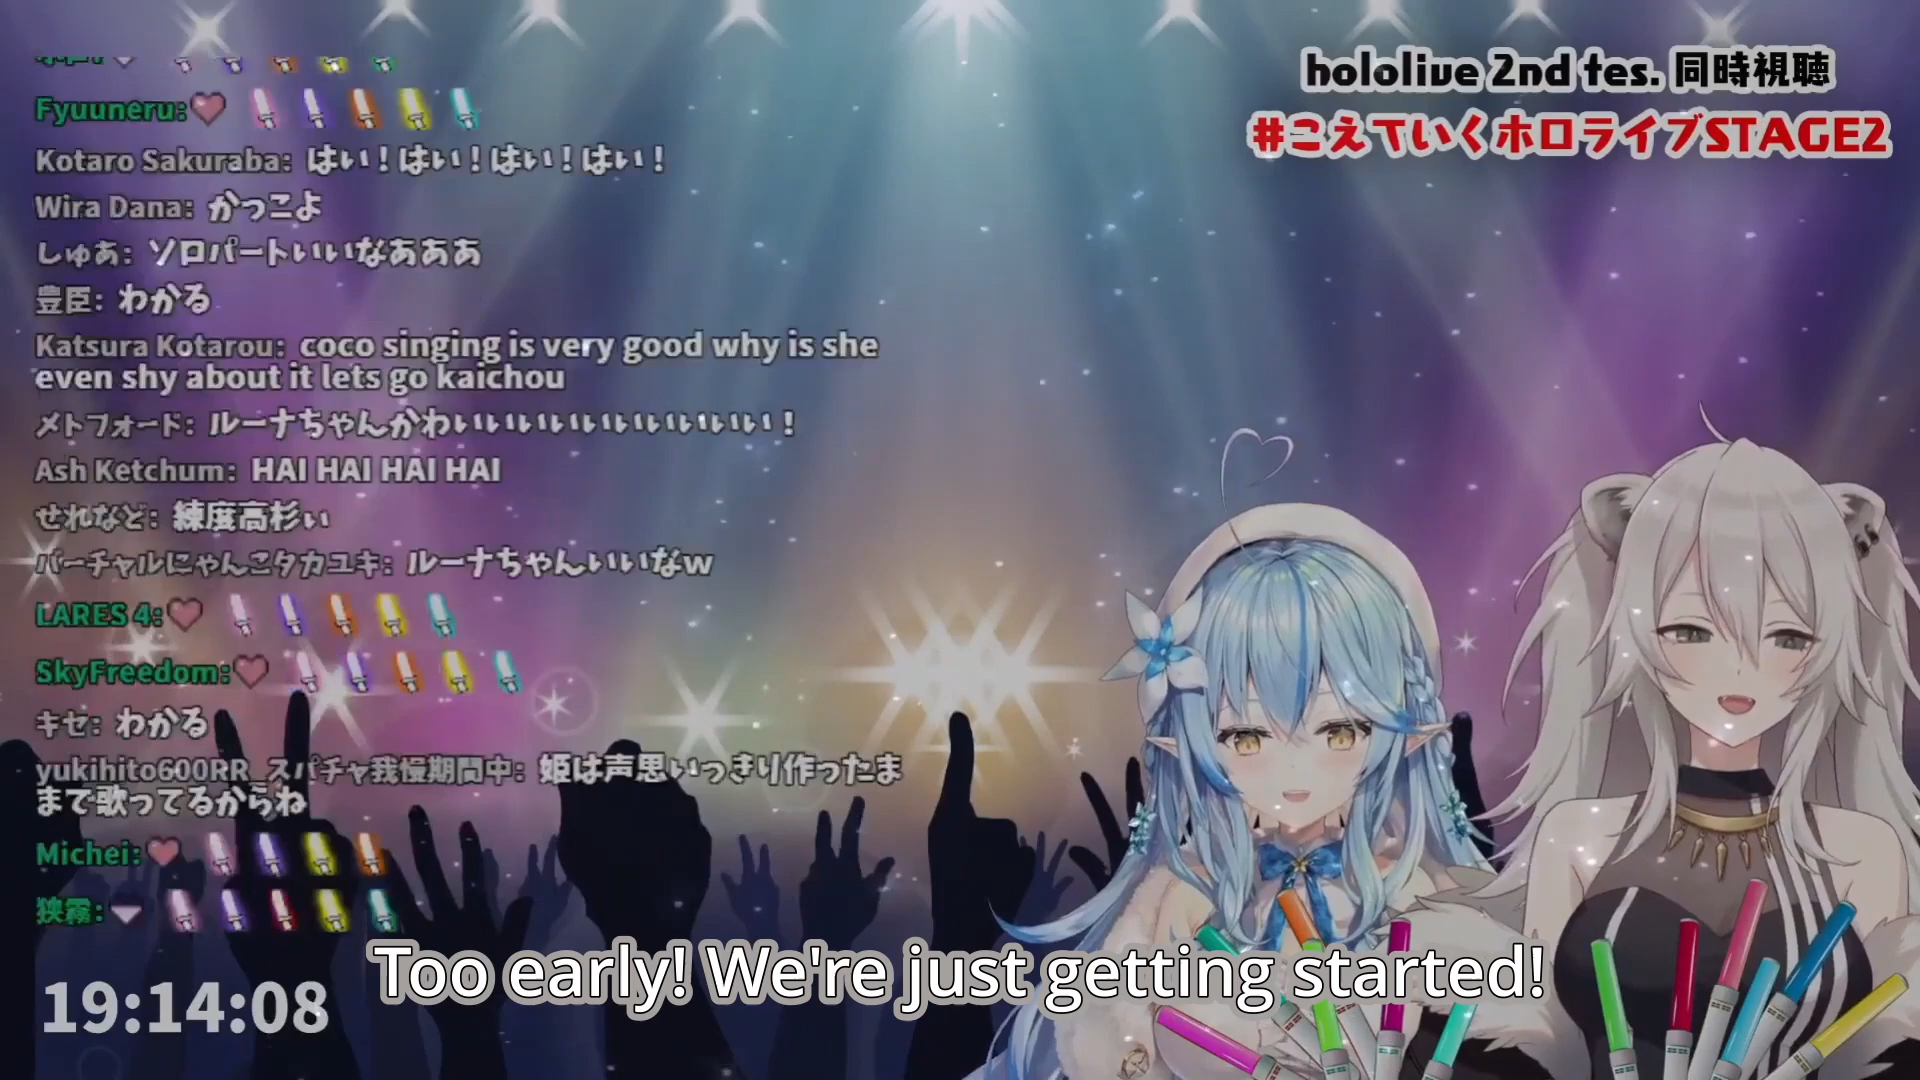 hololive 2nd fes. 同時視聴
#こえていくホロライブSTAGE2
Fyuuneru:
Kotaro Sakuraba: はい！はい！はい！はい！
Wira Dana: かっこよ
しゅあ: ソロパートいいなあああ
豊臣: わかる
Katsura Kotarou: coco singing is very good why is she
even shy about it lets go kaichou
メトフォード: ルーナちゃんかわいいいいいいいいいいいい！
Ash Ketchum: HAI HAI HAI HAI
せれなど: 練度高杉ぃ
バーチャルにゃんこタカユキ: ルーナちゃんいいなw
LARES 4:
SkyFreedom:
キセ: わかる
yukihito600RR_スパチャ我慢期間中: 姫は声思いっきり作ったま
まで歌ってるからね
Michei:
狭霧:
Too early! We're just getting started!
19:14:08